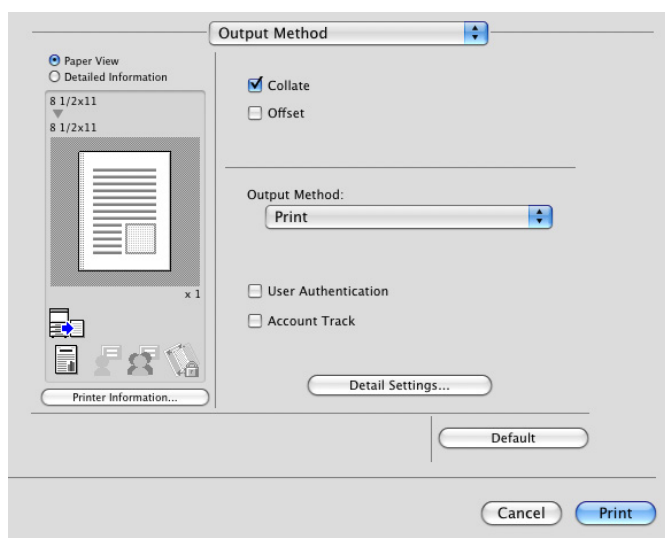 Output Method
Paper View
Detailed Information
8 1/2x11
8 1/2x11
x 1
Printer Information...
Collate
Offset
Output Method:
Print
User Authentication
Account Track
Detail Settings...
Default
Cancel
Print